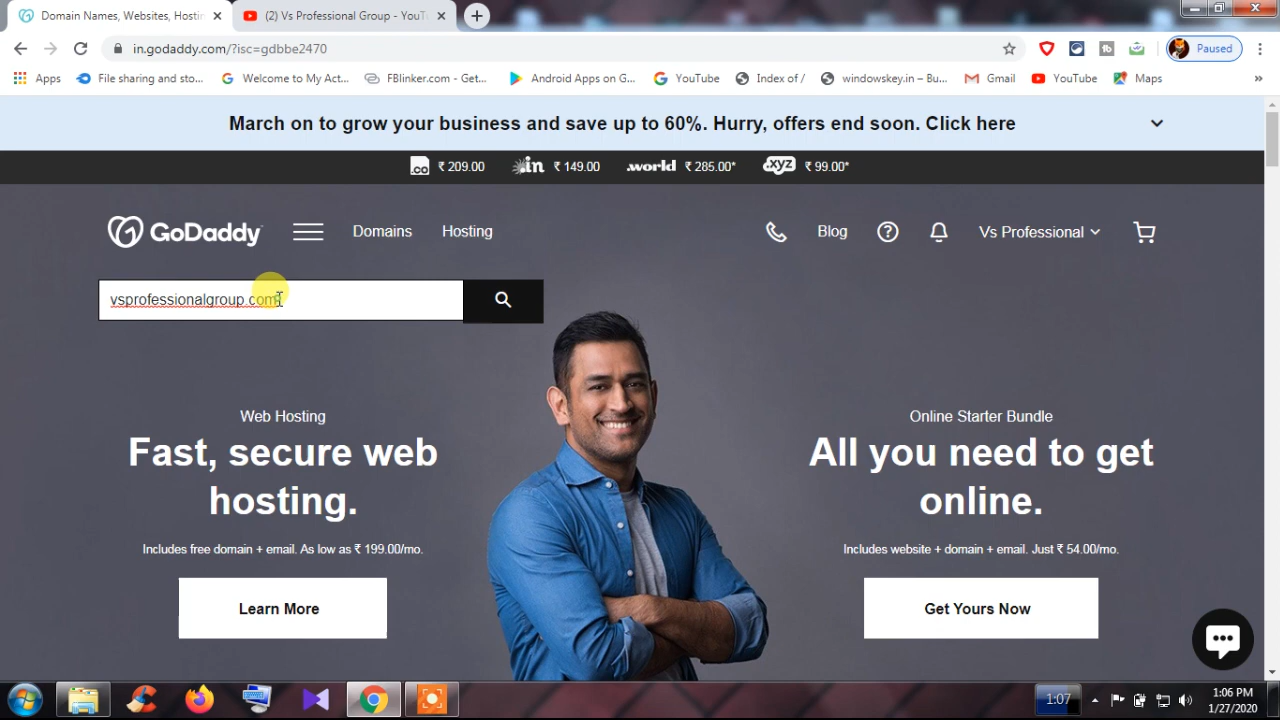 Domain Names, Websites, Hostin
(2) Vs Professional Group - YouTu
in.godaddy.com/?isc=gdbbe2470
Paused
Apps
File sharing and sto...
Welcome to My Act...
FBlinker.com - Get...
Android Apps on G...
YouTube
Index of /
windowskey.in – Bu...
Gmail
YouTube
Maps
»
March on to grow your business and save up to 60%. Hurry, offers end soon. Click here
.co ₹ 209.00
.in ₹ 149.00
.world ₹ 285.00*
.xyz ₹ 99.00*
GoDaddy
Domains
Hosting
Blog
Vs Professional
vsprofessionalgroup.com
Web Hosting
Fast, secure web
hosting.
Includes free domain + email. As low as ₹ 199.00/mo.
Learn More
Online Starter Bundle
All you need to get
online.
Includes website + domain + email. Just ₹ 54.00/mo.
Get Yours Now
1:07
1:06 PM
1/27/2020